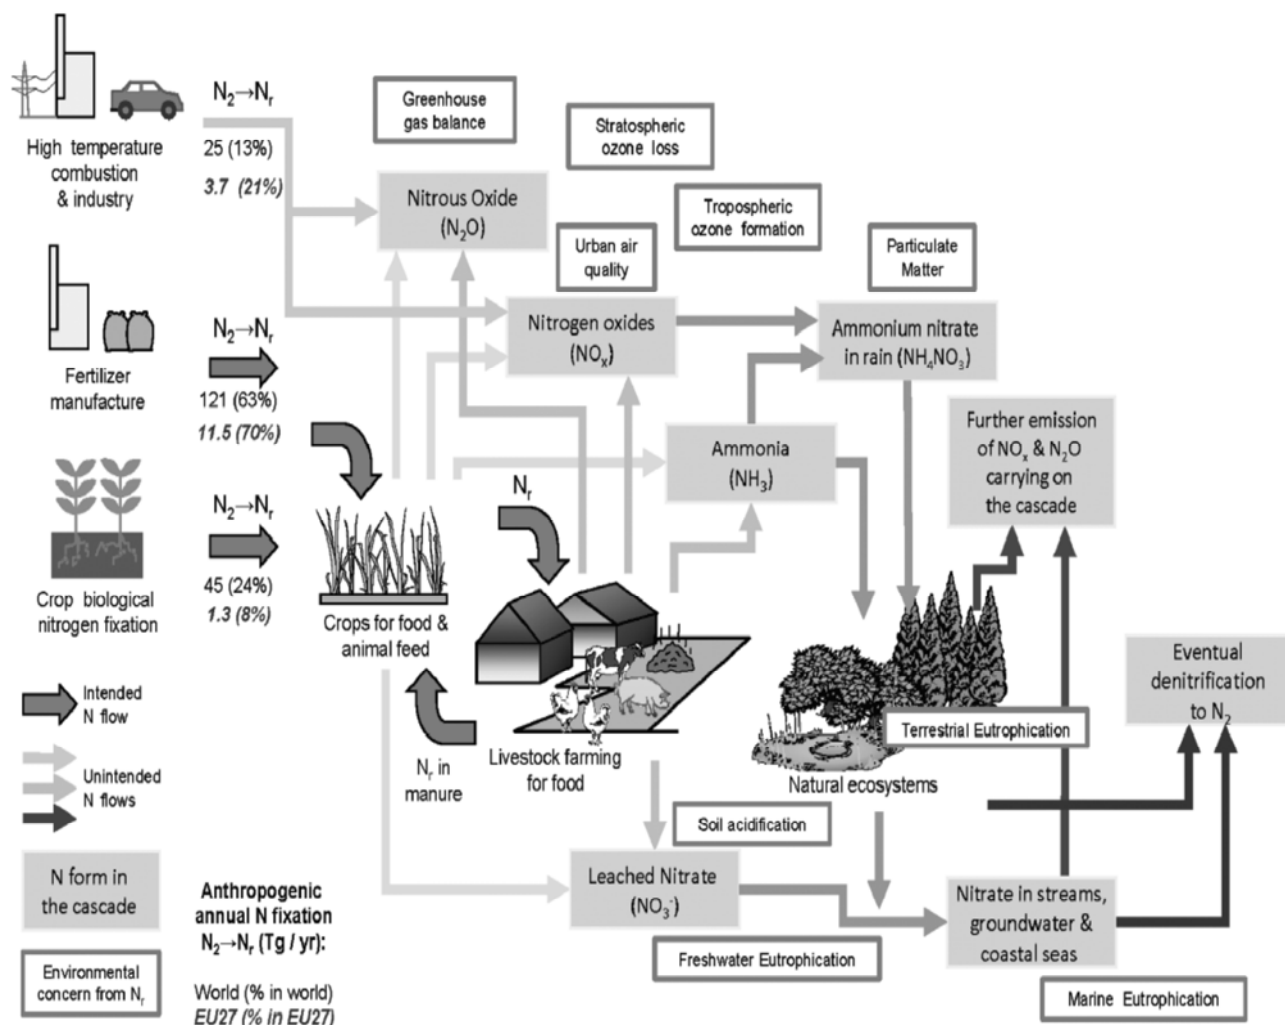 N₂→Nᵣ
High temperature
combustion
& industry
25 (13%)
3.7 (21%)
Greenhouse
gas balance
Stratospheric
ozone loss
Nitrous Oxide
(N₂O)
Tropospheric
ozone formation
Urban air
quality
Particulate
Matter
N₂→Nᵣ
Fertilizer
manufacture
121 (63%)
11.5 (70%)
Nitrogen oxides
(NOₓ)
Ammonium nitrate
in rain (NH₄NO₃)
Ammonia
(NH₃)
Further emission
of NOₓ & N₂O
carrying on
the cascade
N₂→Nᵣ
Crop biological
nitrogen fixation
45 (24%)
1.3 (8%)
Nᵣ
Crops for food &
animal feed
Livestock farming
for food
Nᵣ in
manure
Natural ecosystems
Terrestrial Eutrophication
Eventual
denitrification
to N₂
Intended
N flow
Unintended
N flows
Soil acidification
N form in
the cascade
Leached Nitrate
(NO₃⁻)
Nitrate in streams,
groundwater &
coastal seas
Freshwater Eutrophication
Marine Eutrophication
Environmental
concern from Nᵣ
Anthropogenic
annual N fixation
N₂→Nᵣ (Tg / yr):
World (% in world)
EU27 (% in EU27)